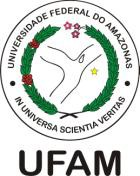 UNIVERSIDADE FEDERAL DO AMAZONAS
IN UNIVERSA SCIENTIA VERITAS
UFAM